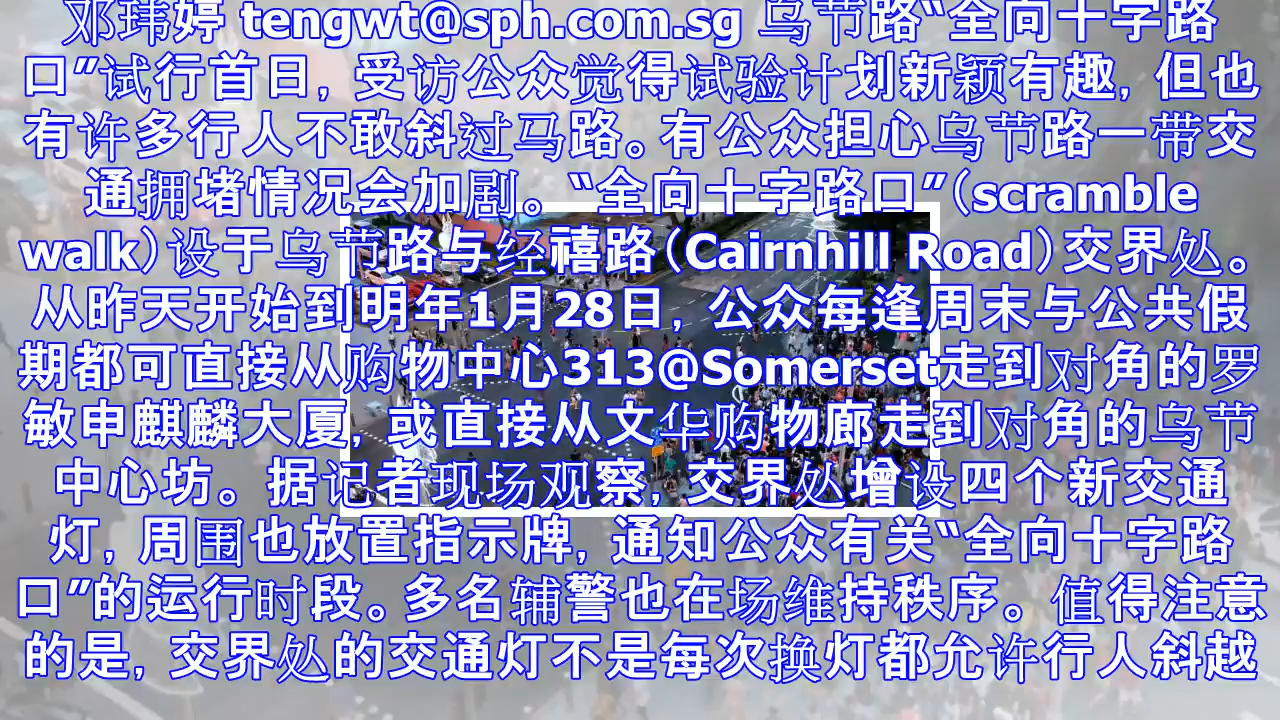 邓玮婷 tengwt@sph.com.sg 乌节路“全向十字路
口”试行首日，受访公众觉得试验计划新颖有趣，但也
有许多行人不敢斜过马路。有公众担心乌节路一带交
通拥堵情况会加剧。“全向十字路口”（scramble
walk）设于乌节路与经禧路（Cairnhill Road）交界处。
从昨天开始到明年1月28日，公众每逢周末与公共假
期都可直接从购物中心313@Somerset走到对角的罗
敏申麒麟大厦，或直接从文华购物廊走到对角的乌节
中心坊。据记者现场观察，交界处增设四个新交通
灯，周围也放置指示牌，通知公众有关“全向十字路
口”的运行时段。多名辅警也在场维持秩序。值得注意
的是，交界处的交通灯不是每次换灯都允许行人斜越